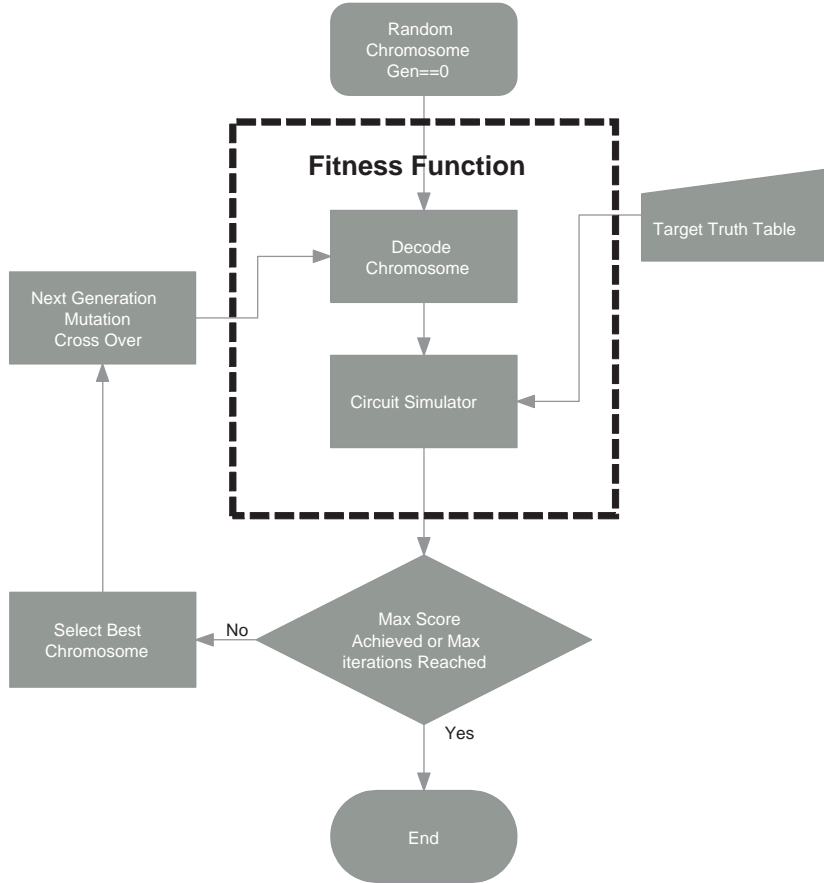 Random
Chromosome
Gen==0
Fitness Function
Target Truth Table
Decode
Chromosome
Next Generation
Mutation
Cross Over
Circuit Simulator
Max Score
Achieved or Max
iterations Reached
No
Select Best
Chromosome
Yes
End